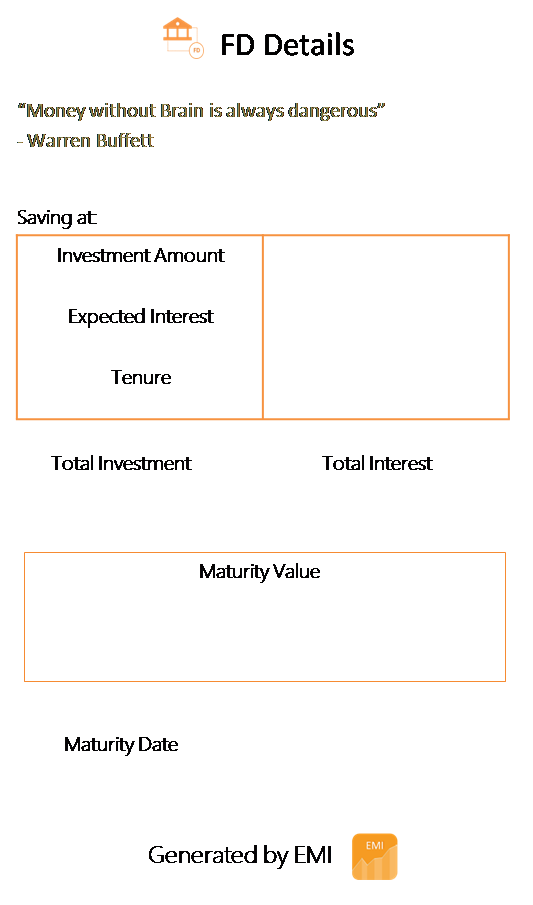 FD
FD Details
“Money without Brain is always dangerous”
- Warren Buffett
Saving at:
Investment Amount
Expected Interest
Tenure
Total Investment
Total Interest
Maturity Value
Maturity Date
Generated by EMI
EMI